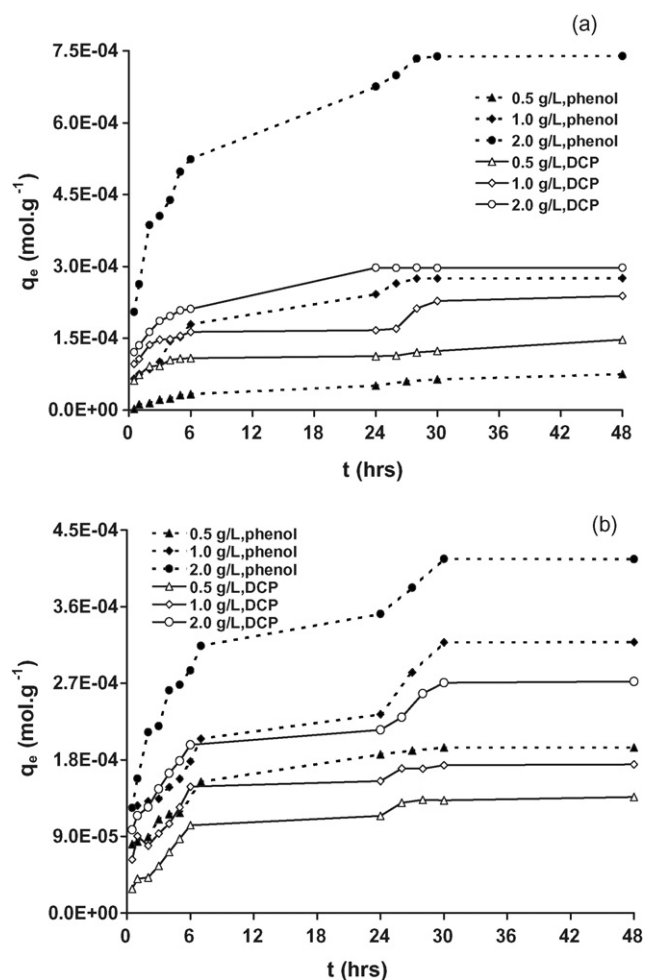 (a)
7.5E-04
6.0E-04
4.5E-04
3.0E-04
1.5E-04
0.0E+00
qₑ (mol.g⁻¹)
0.5 g/L,phenol
1.0 g/L,phenol
2.0 g/L,phenol
0.5 g/L,DCP
1.0 g/L,DCP
2.0 g/L,DCP
0 6 12 18 24 30 36 42 48
t (hrs)
(b)
4.5E-04
3.6E-04
2.7E-04
1.8E-04
9.0E-05
0.0E+00
qₑ (mol.g⁻¹)
0.5 g/L,phenol
1.0 g/L,phenol
2.0 g/L,phenol
0.5 g/L,DCP
1.0 g/L,DCP
2.0 g/L,DCP
0 6 12 18 24 30 36 42 48
t (hrs)